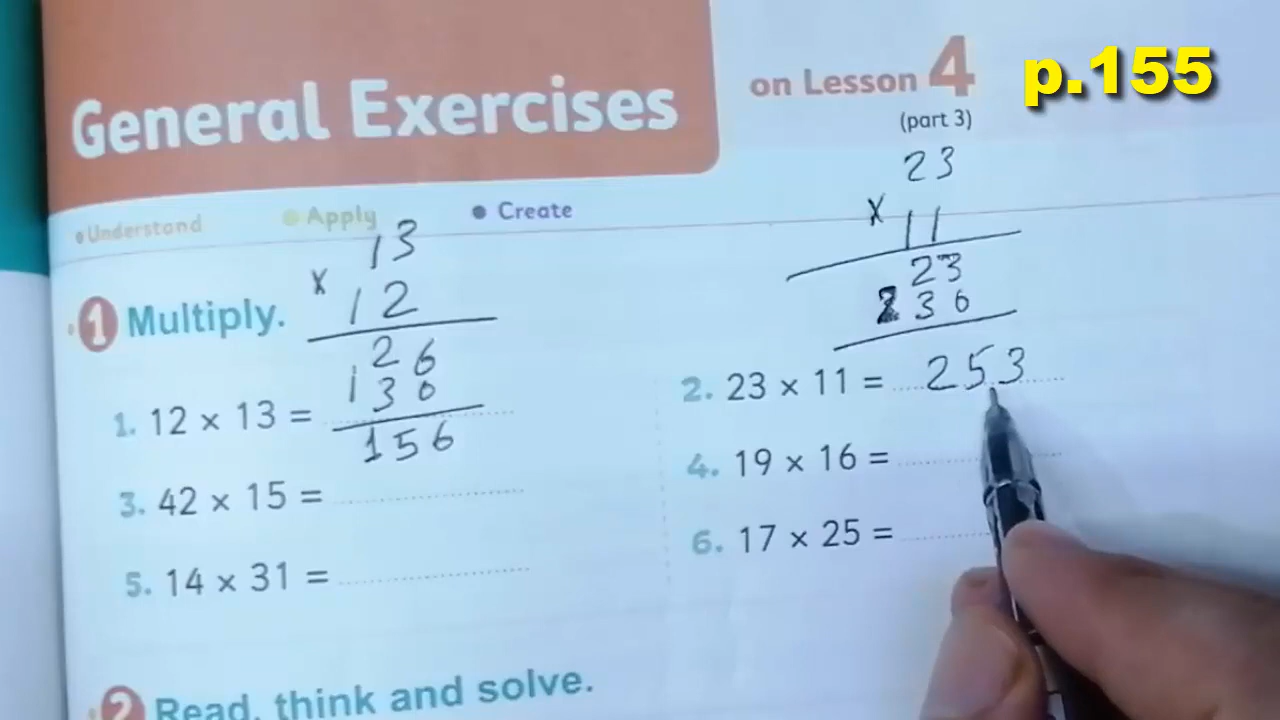 General Exercises
on Lesson 4
p.155
(part 3)
Understand
Apply
Create
1 Multiply.
13
x 12
26
130
156
23
x 11
23
230
253
1. 12 × 13 =
2. 23 × 11 =
3. 42 × 15 =
4. 19 × 16 =
5. 14 × 31 =
6. 17 × 25 =
2 Read, think and solve.